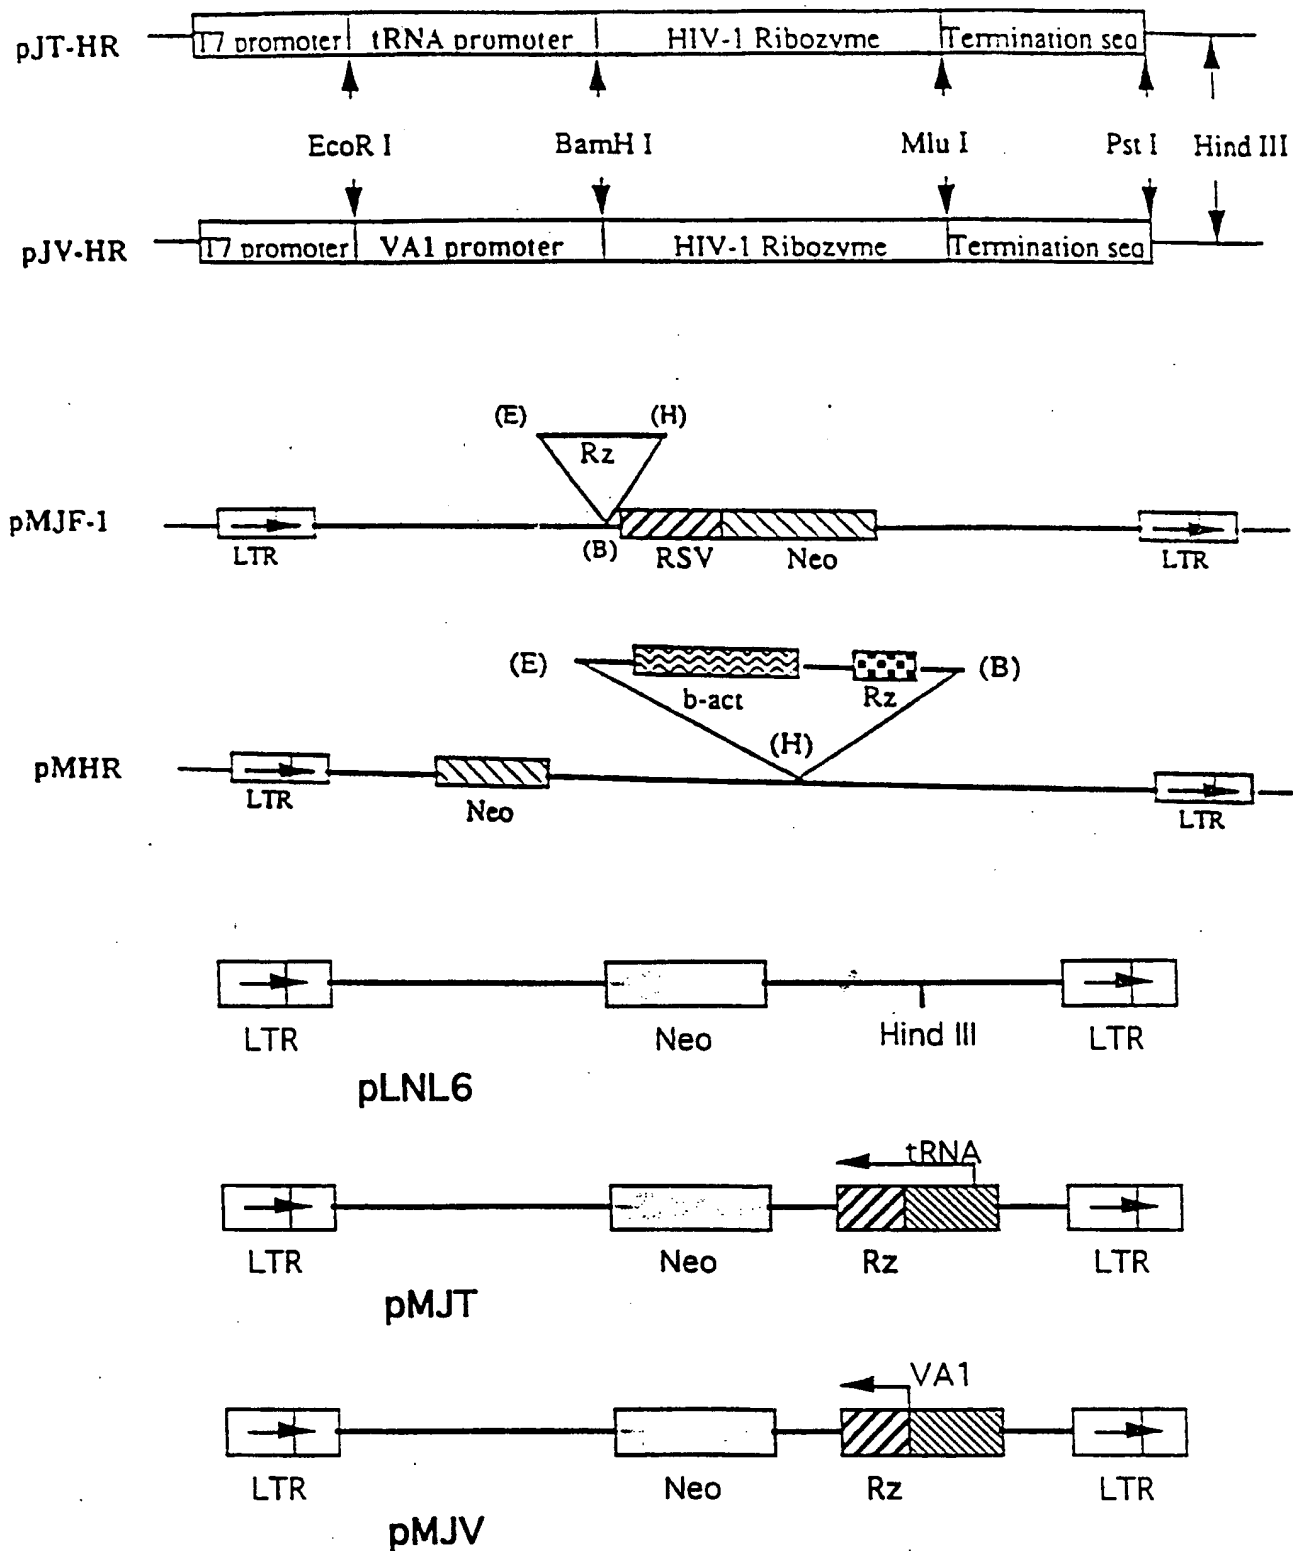 pJT-HR T7 promoter tRNA promoter HIV-1 Ribozyme Termination seq
EcoR I BamH I Mlu I Pst I Hind III
pJV-HR T7 promoter VA1 promoter HIV-1 Ribozyme Termination seq
(E) (H)
Rz
pMJF-1
LTR (B) RSV Neo LTR
(E) (B)
b-act Rz
(H)
pMHR
LTR Neo LTR
LTR Neo Hind III LTR
pLNL6
tRNA
LTR Neo Rz LTR
pMJT
VA1
LTR Neo Rz LTR
pMJV